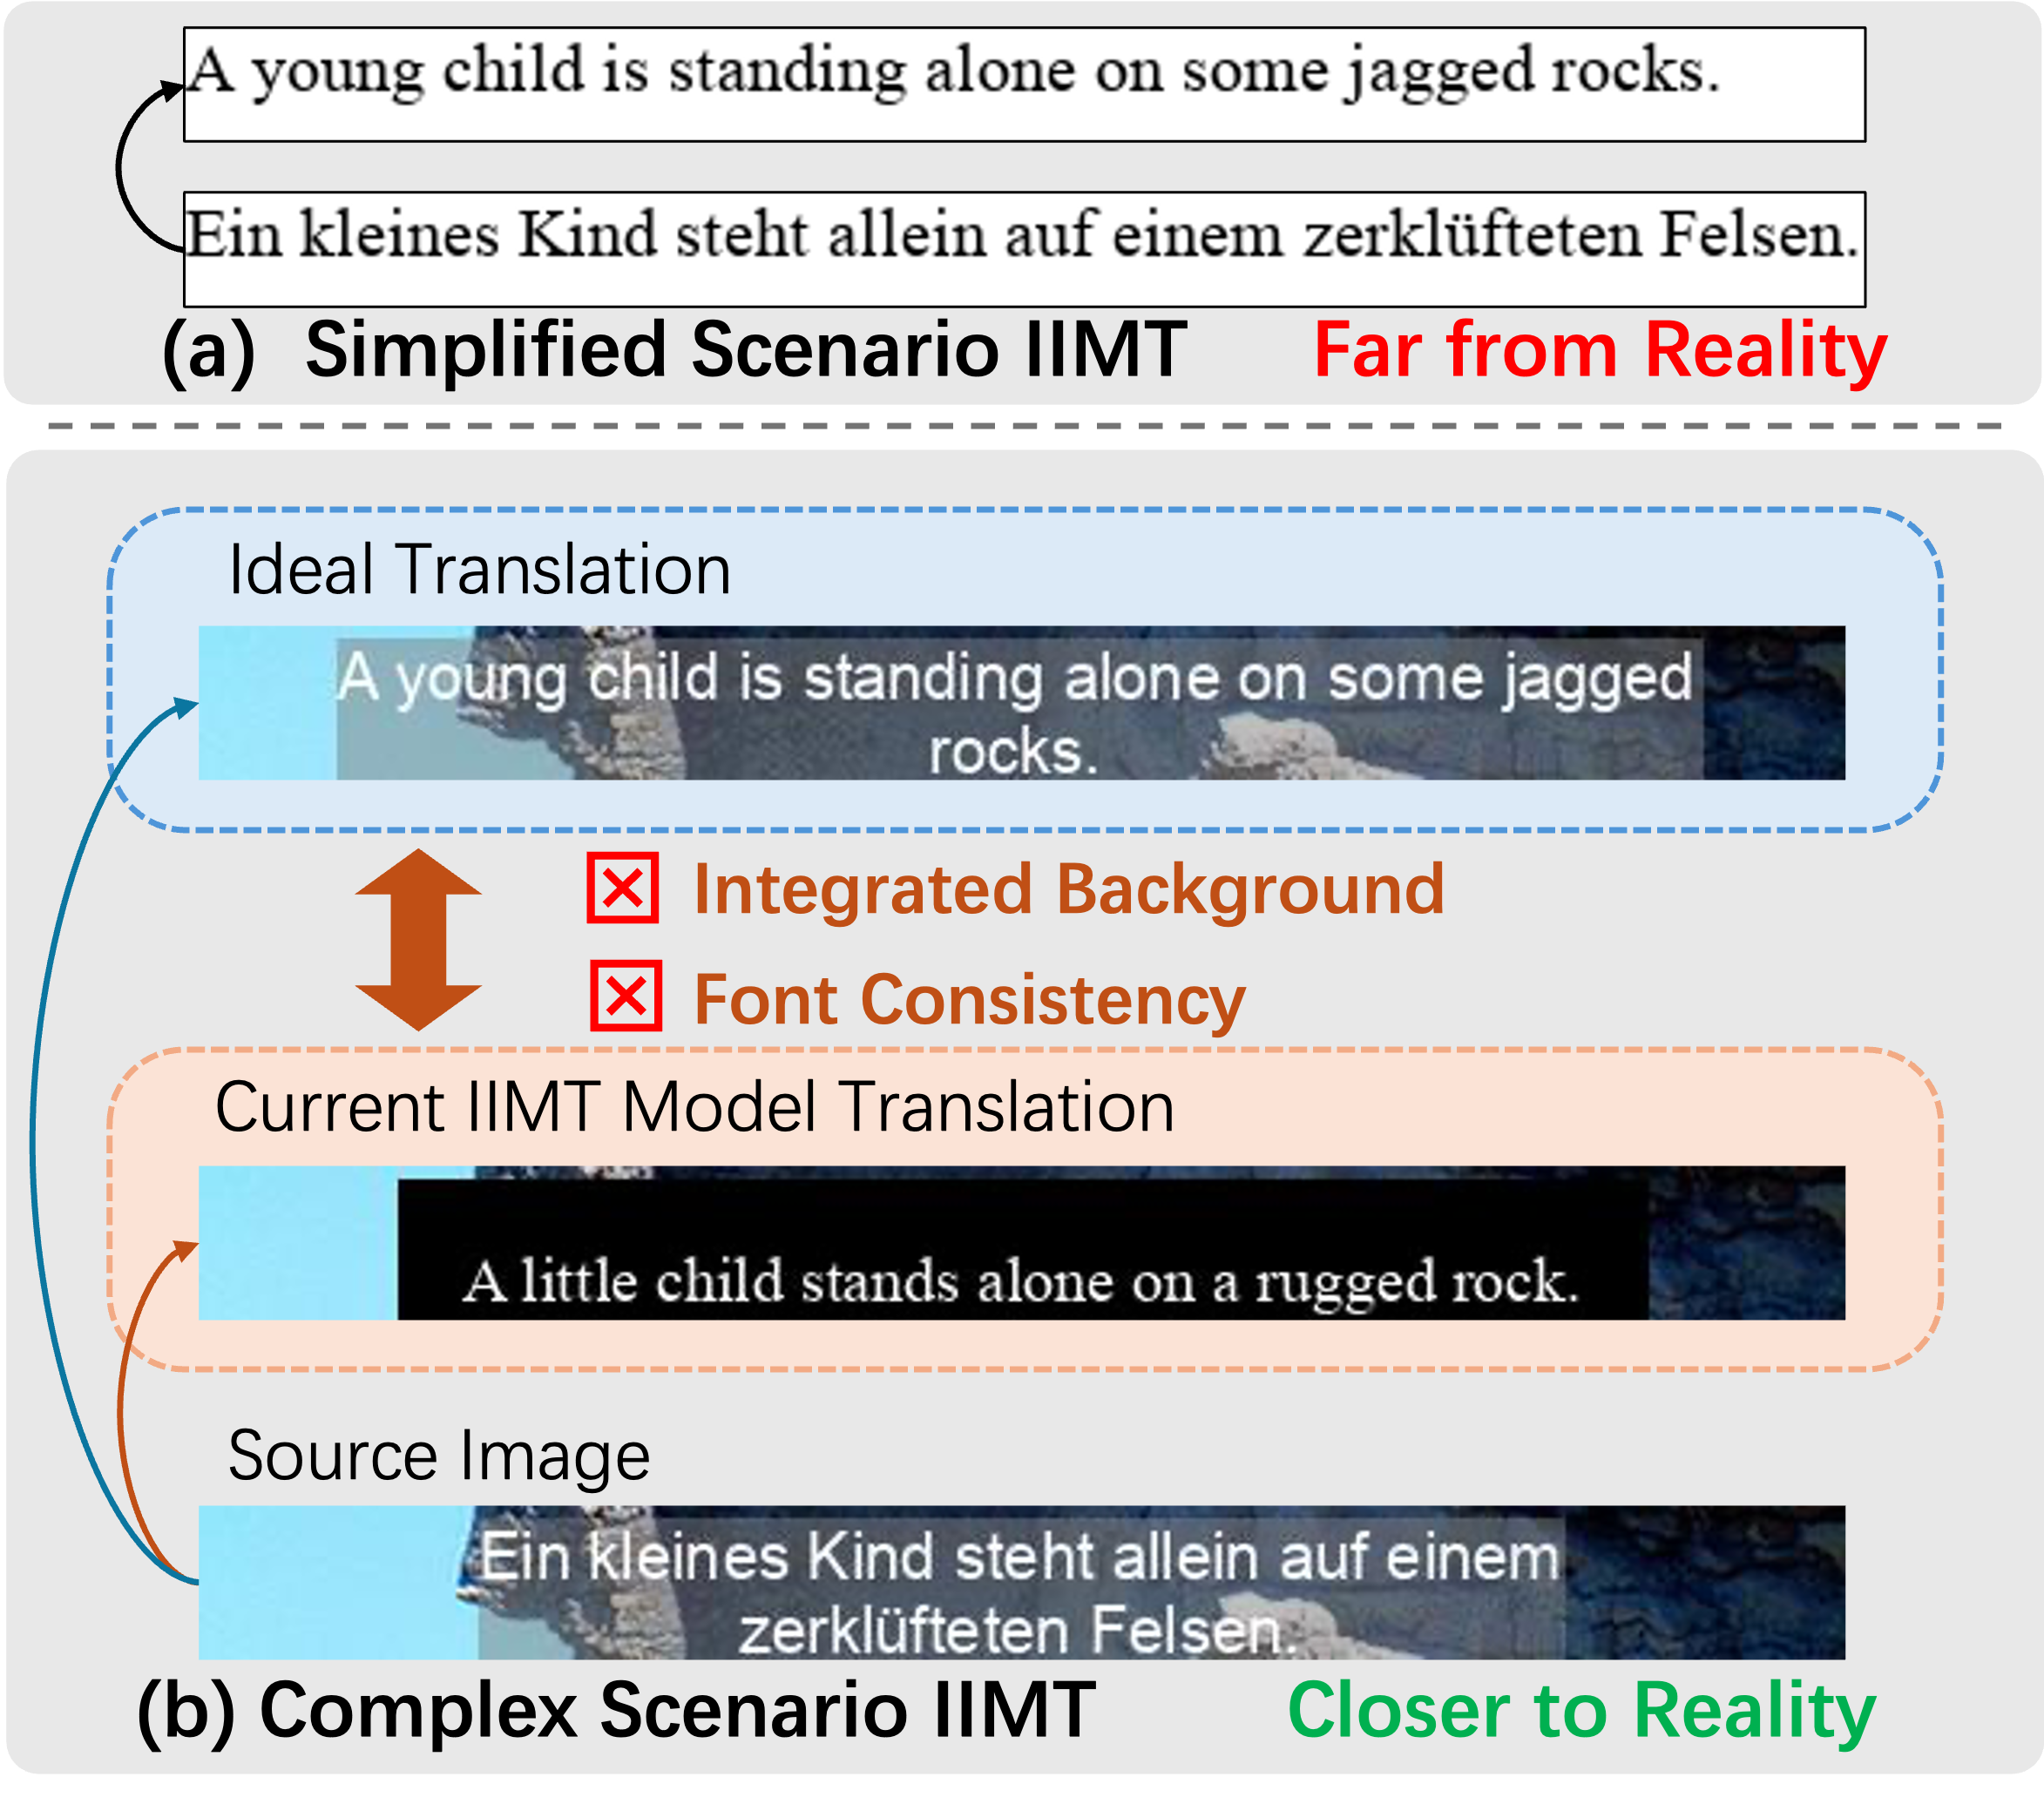 A young child is standing alone on some jagged rocks.
Ein kleines Kind steht allein auf einem zerklüfteten Felsen.
(a) Simplified Scenario IIMT Far from Reality
Ideal Translation
A young child is standing alone on some jagged
rocks.
Integrated Background
Font Consistency
Current IIMT Model Translation
A little child stands alone on a rugged rock.
Source Image
Ein kleines Kind steht allein auf einem
zerklüfteten Felsen.
(b) Complex Scenario IIMT Closer to Reality